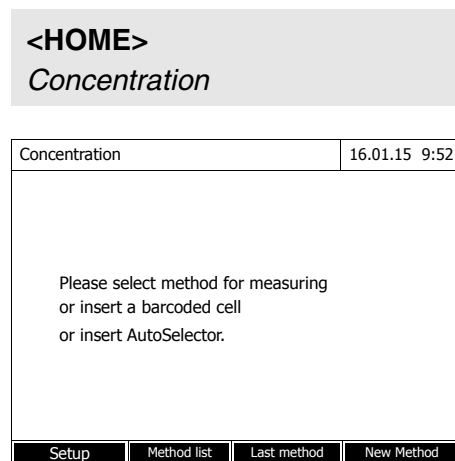 <HOME>
Concentration
Concentration 16.01.15 9:52
Please select method for measuring
or insert a barcoded cell
or insert AutoSelector.
Setup Method list Last method New Method